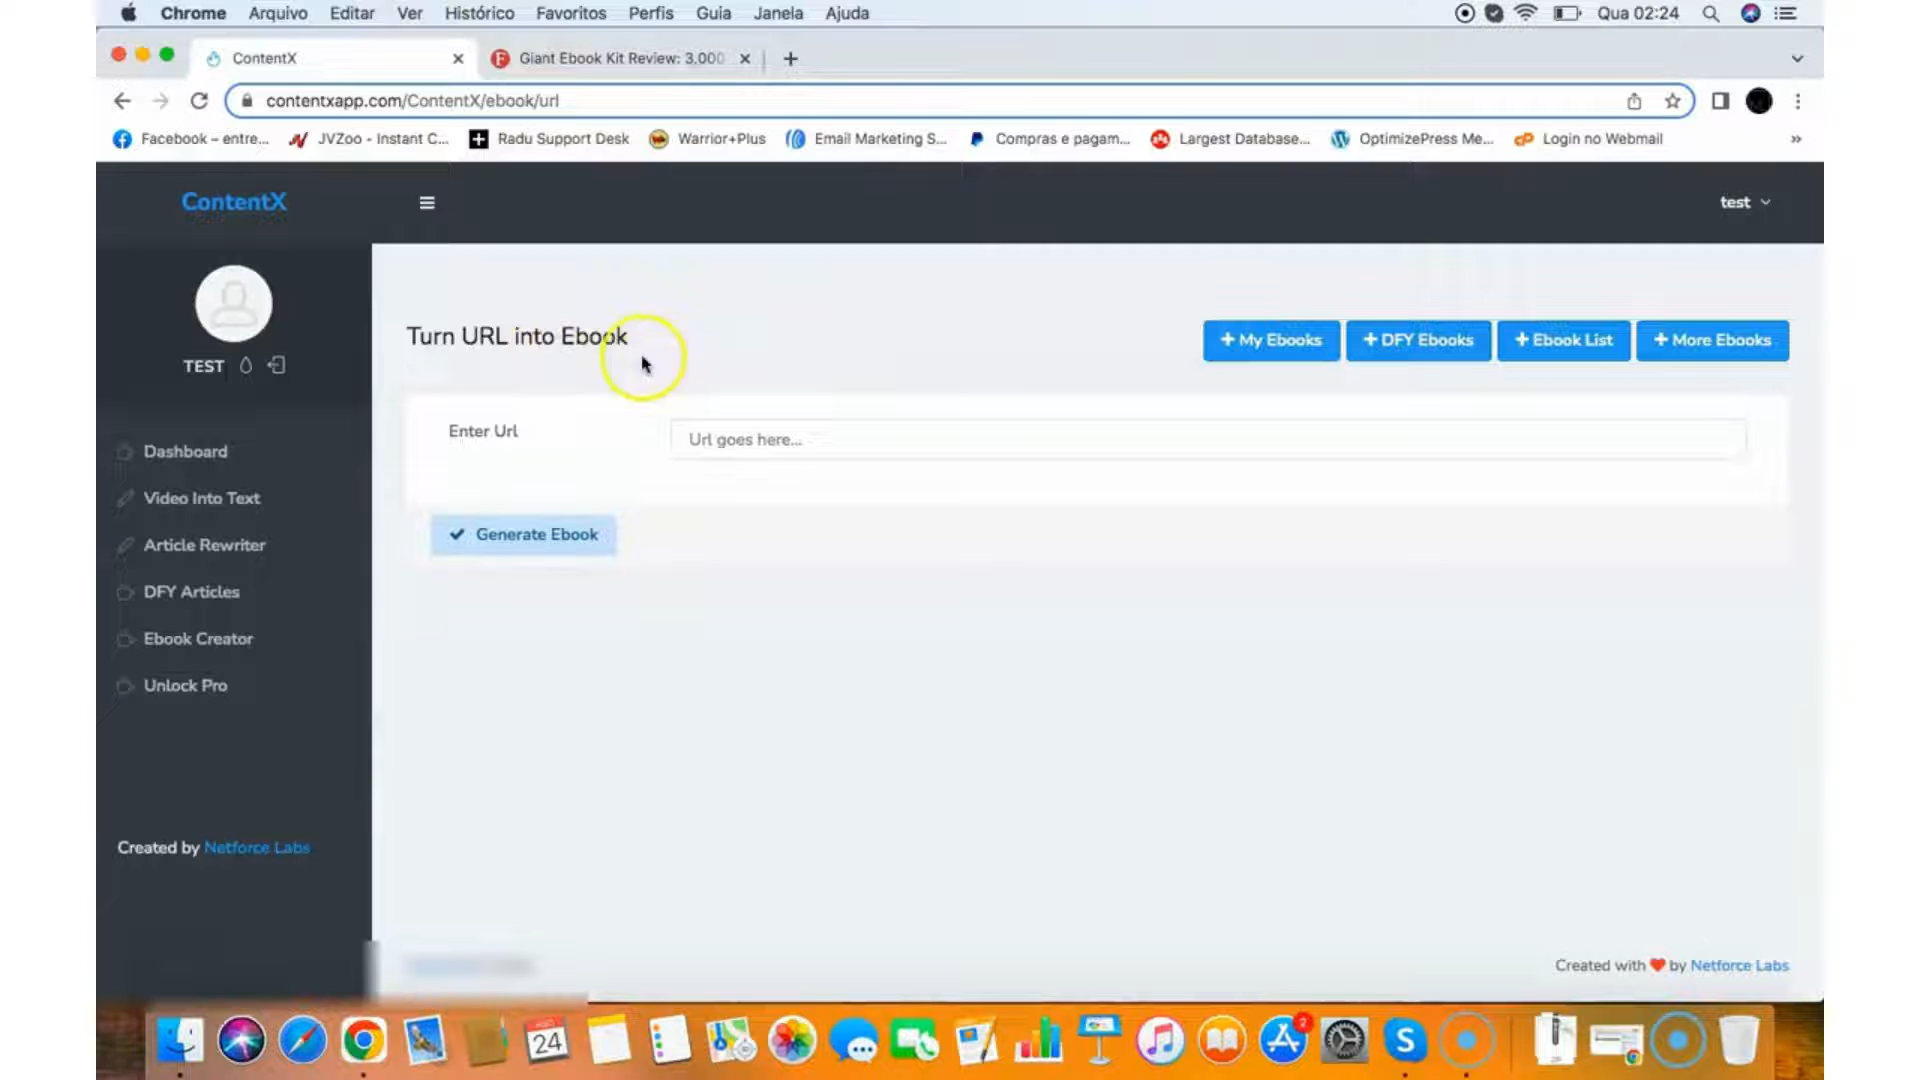 Chrome Arquivo Editar Ver Histórico Favoritos Perfis Guia Janela Ajuda Qua 02:24
ContentX Giant Ebook Kit Review: 3.000
contentxapp.com/ContentX/ebook/url
Facebook – entre... JVZoo - Instant C... Radu Support Desk Warrior+Plus Email Marketing S... Compras e pagam... Largest Database... OptimizePress Me... Login no Webmail »
ContentX test
Turn URL into Ebook + My Ebooks + DFY Ebooks + Ebook List + More Ebooks
TEST
Enter Url Url goes here...
Dashboard
Video Into Text
Generate Ebook
Article Rewriter
DFY Articles
Ebook Creator
Unlock Pro
Created by Netforce Labs
Created with ❤ by Netforce Labs
24
2